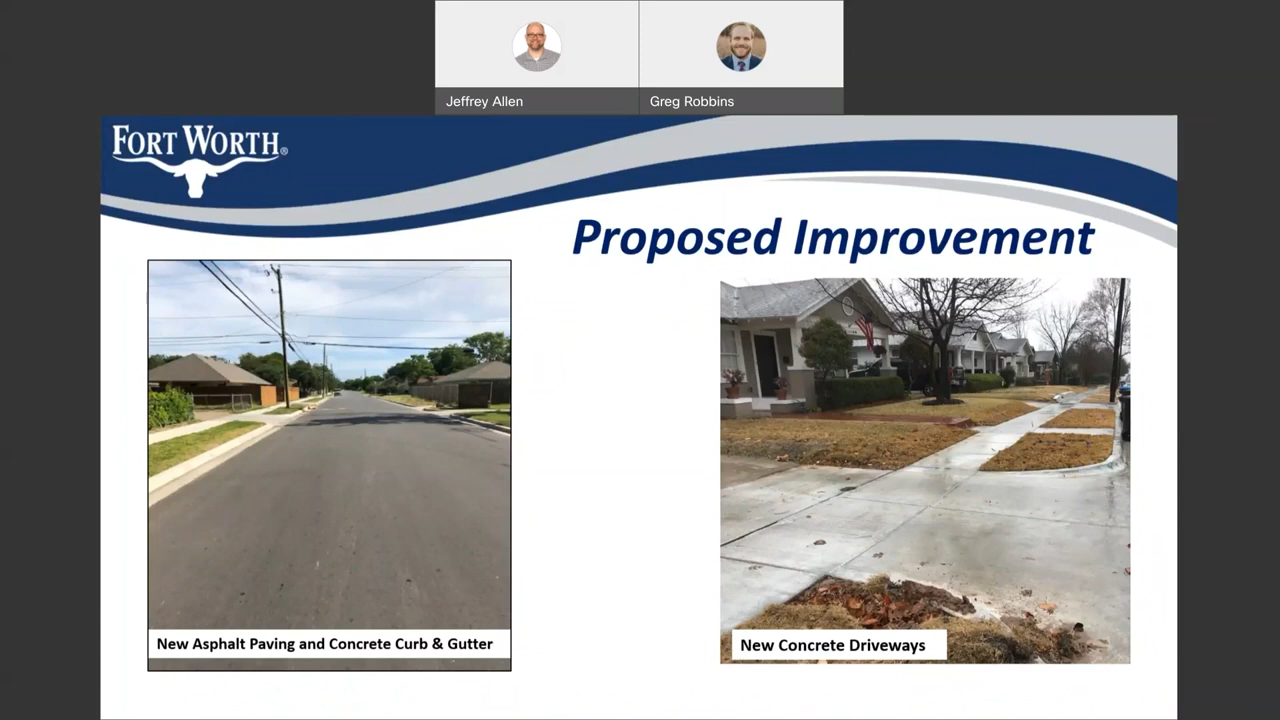 Jeffrey Allen
Greg Robbins
FORT WORTH®
Proposed Improvement
New Asphalt Paving and Concrete Curb & Gutter
New Concrete Driveways